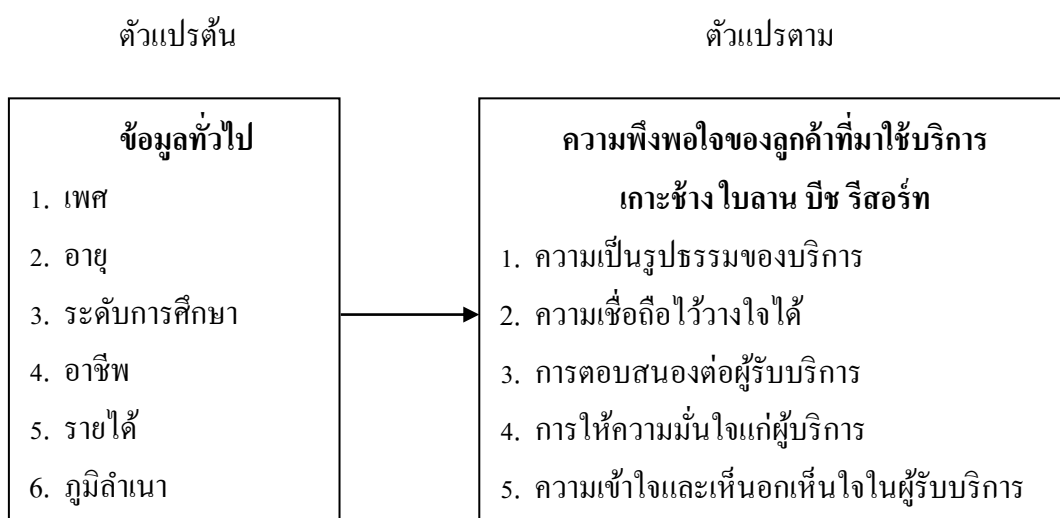 ตัวแปรต้น
ตัวแปรตาม
ข้อมูลทั่วไป
1. เพศ
2. อายุ
3. ระดับการศึกษา
4. อาชีพ
5. รายได้
6. ภูมิลำเนา
ความพึงพอใจของลูกค้าที่มาใช้บริการ
เกาะช้าง ใบลาน บีช รีสอร์ท
1. ความเป็นรูปธรรมของบริการ
2. ความเชื่อถือไว้วางใจได้
3. การตอบสนองต่อผู้รับบริการ
4. การให้ความมั่นใจแก่ผู้บริการ
5. ความเข้าใจและเห็นอกเห็นใจในผู้รับบริการ